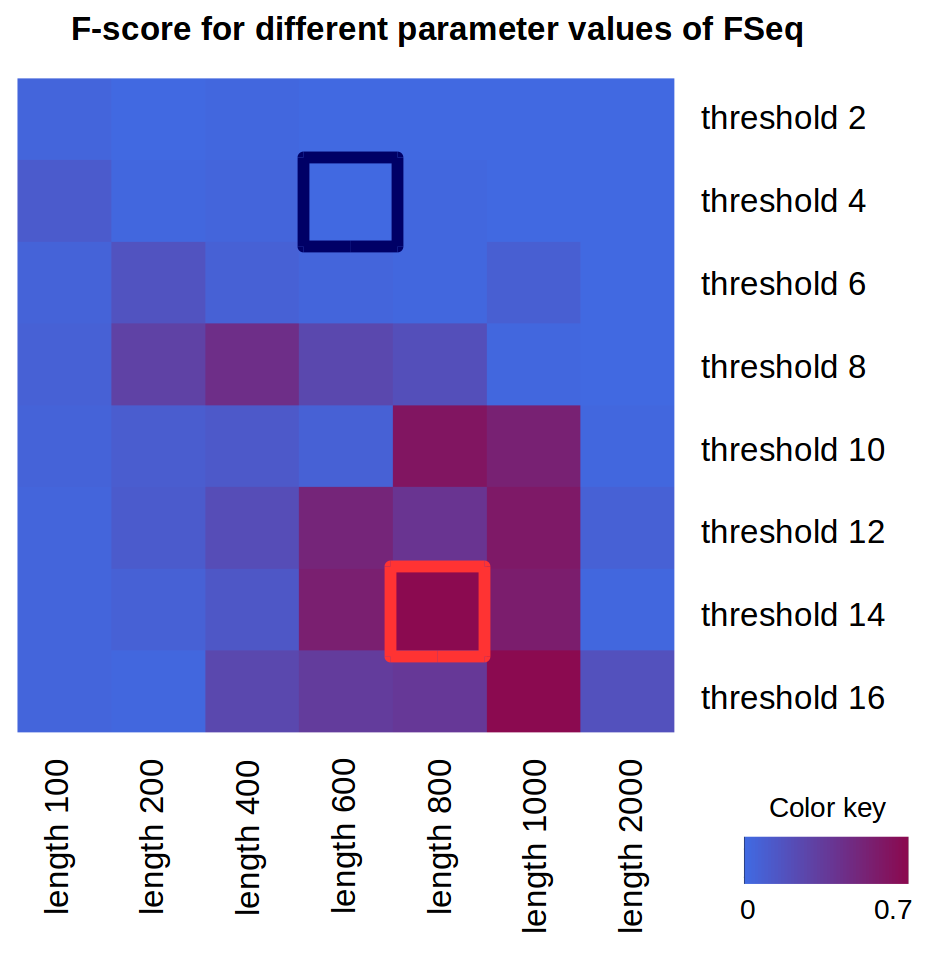 F-score for different parameter values of FSeq
threshold 2
threshold 4
threshold 6
threshold 8
threshold 10
threshold 12
threshold 14
threshold 16
length 100
length 200
length 400
length 600
length 800
length 1000
length 2000
Color key
0 0.7